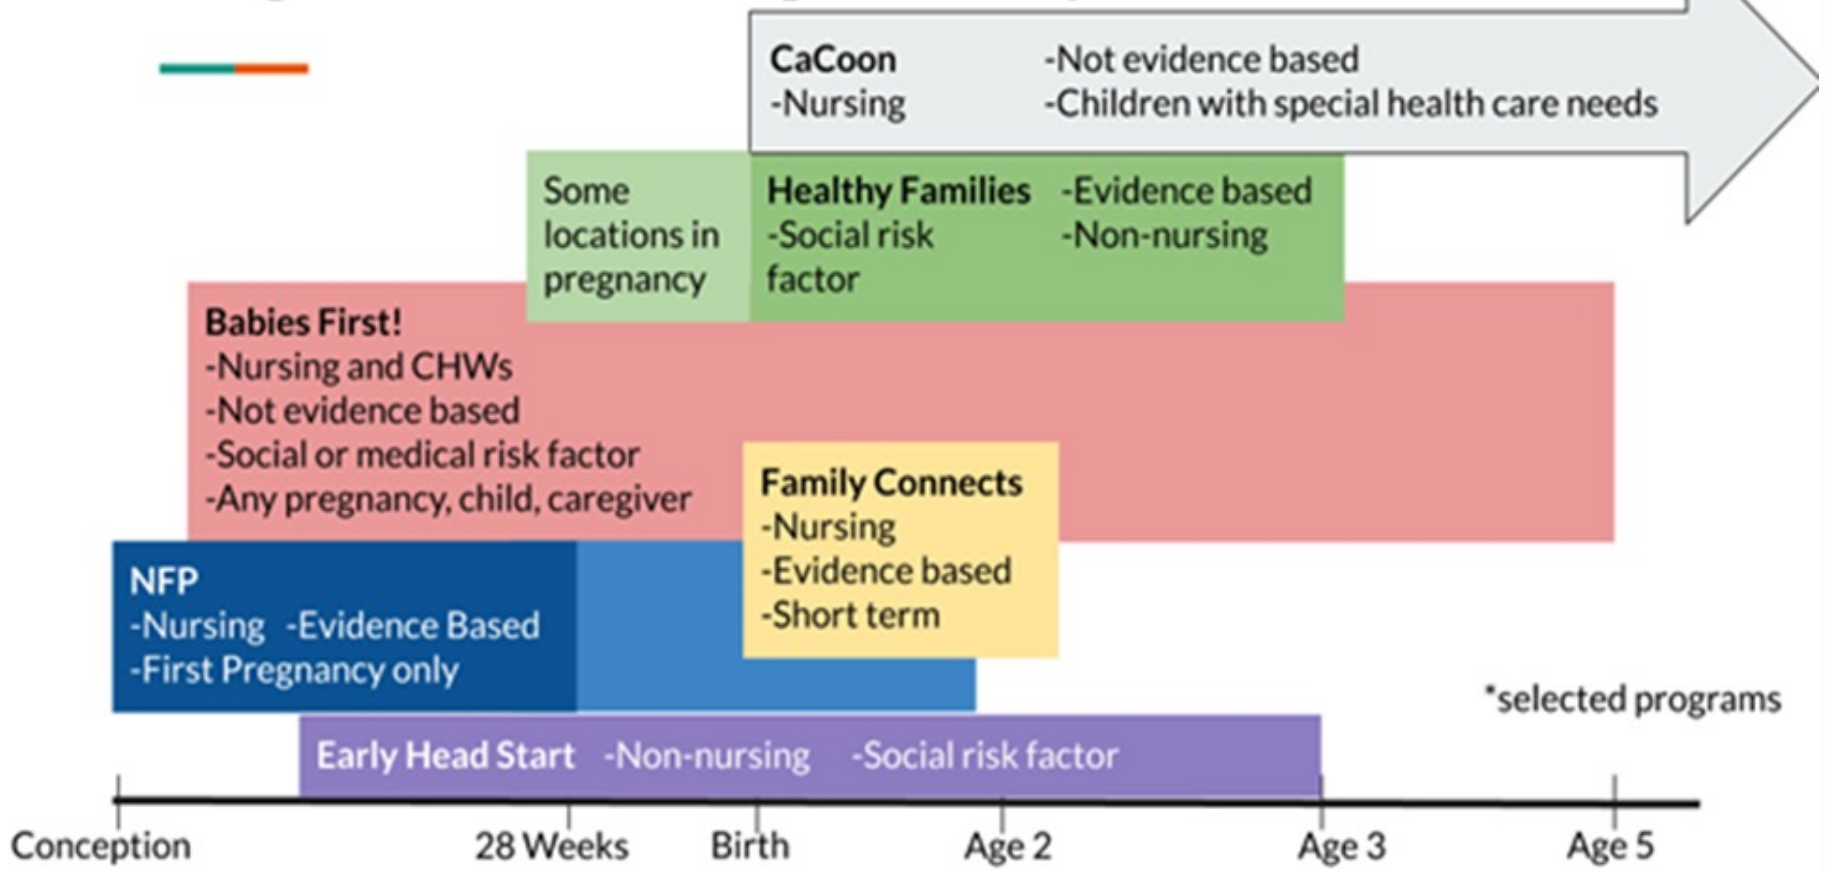 CaCoon -Not evidence based
-Nursing -Children with special health care needs
Some
locations in
pregnancy
Healthy Families -Evidence based
-Social risk -Non-nursing
factor
Babies First!
-Nursing and CHWs
-Not evidence based
-Social or medical risk factor
-Any pregnancy, child, caregiver
Family Connects
-Nursing
-Evidence based
-Short term
NFP
-Nursing -Evidence Based
-First Pregnancy only
*selected programs
Early Head Start -Non-nursing -Social risk factor
Conception 28 Weeks Birth Age 2 Age 3 Age 5